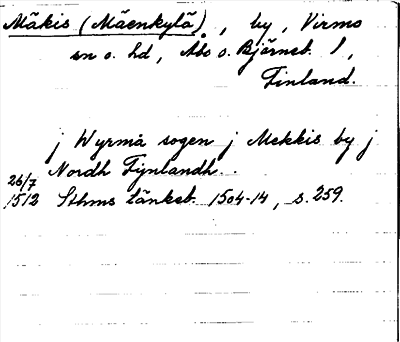 Mäkis (Mäenkylä), by, Virmo
sn o. hd, Åbo o. Björneb. l,
Finland.
j Wyrmå sogen j Mekkis by j
Nordh Fynlandh.
26/7
1512 Sthms tänkeb. 1504-14, s. 259.